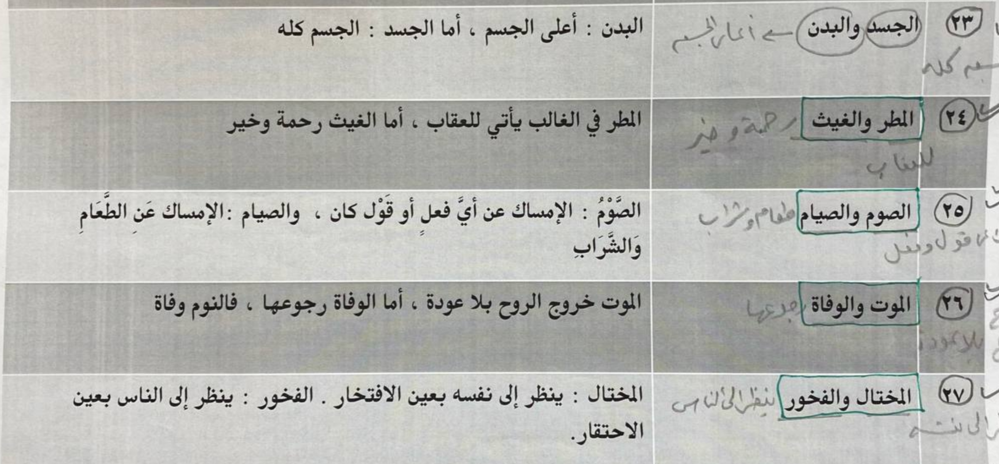 ٢٣ الجسد والبدن أعلى الجسم البدن : أعلى الجسم ، أما الجسد : الجسم كله
كله
٢٤ المطر والغيث رحمة وخير المطر في الغالب يأتي للعقاب ، أما الغيث رحمة وخير
للعقاب
٢٥ الصوم والصيام طعام وشراب الصَّوْمُ : الإمساك عن أيَّ فعلٍ أو قَوْل كان ، والصيام :الإمساك عَنِ الطَّعَامِ
وَالشَّرَابِ
قول وفعل
٢٦ الموت والوفاة رجوعها الموت خروج الروح بلا عودة ، أما الوفاة رجوعها ، فالنوم وفاة
بلا عودة
٢٧ المختال والفخور ينظر إلى الناس المختال : ينظر إلى نفسه بعين الافتخار . الفخور : ينظر إلى الناس بعين
الاحتقار.
إلى نفسه